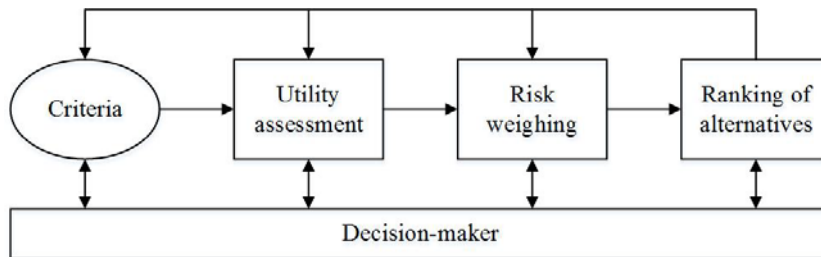 Criteria
Utility
assessment
Risk
weighing
Ranking of
alternatives
Decision-maker